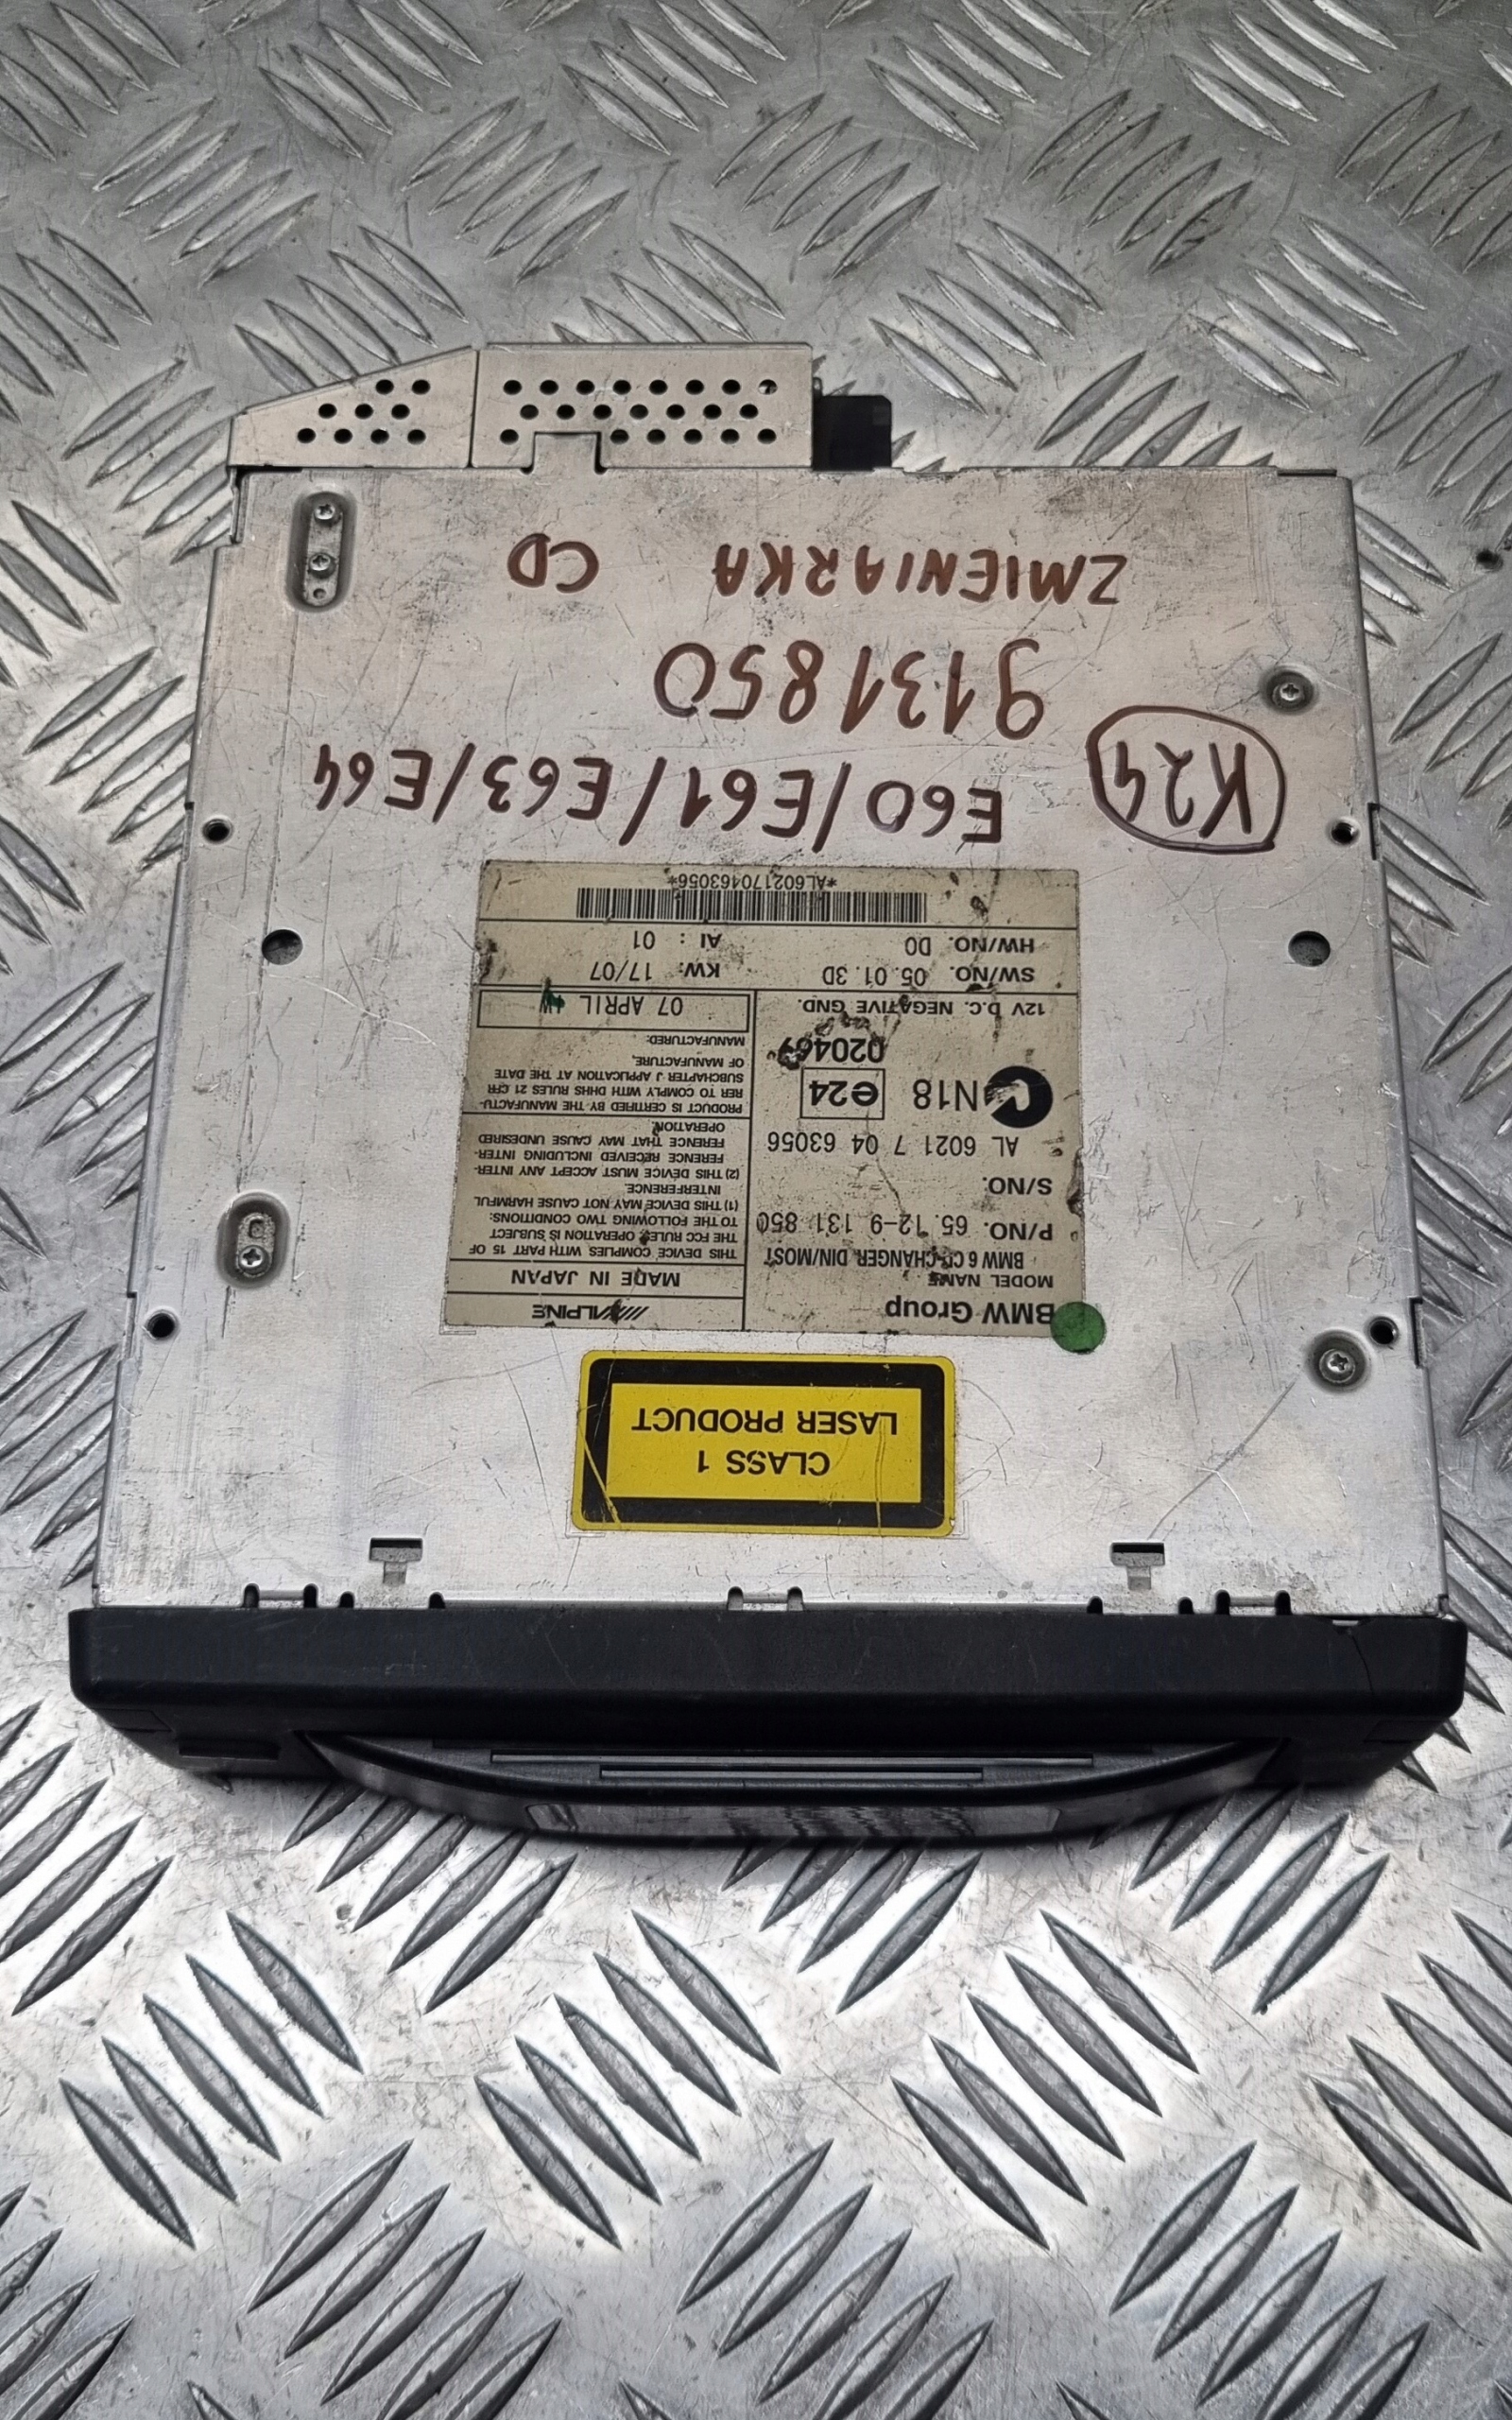 CLASS 1
LASER PRODUCT
BMW Group
MODEL NAME
BMW 6 CD-CHANGER DIN/MOST
P/NO. 65.12-9 131 850
S/NO.
AL 6021 7 04 63056
N18 e24
020467
12V D.C. NEGATIVE GND.
ALPINE
MADE IN JAPAN
THIS DEVICE COMPLIES WITH PART 15 OF
THE FCC RULES. OPERATION IS SUBJECT
TO THE FOLLOWING TWO CONDITIONS:
(1) THIS DEVICE MAY NOT CAUSE HARMFUL
INTERFERENCE.
(2) THIS DEVICE MUST ACCEPT ANY INTER-
FERENCE RECEIVED INCLUDING INTER-
FERENCE THAT MAY CAUSE UNDESIRED
OPERATION.
PRODUCT IS CERTIFIED BY THE MANUFACTU-
RER TO COMPLY WITH DHHS RULES 21 CFR
SUBCHAPTER J APPLICATION AT THE DATE
OF MANUFACTURE.
MANUFACTURED:
07 APRIL
SW/NO. 05.01.3D KW: 17/07
HW/NO. D0 AI : 01
*AL602170463056*
K24
E60/E61/E63/E64
9131850
ZMIENIARKA CD